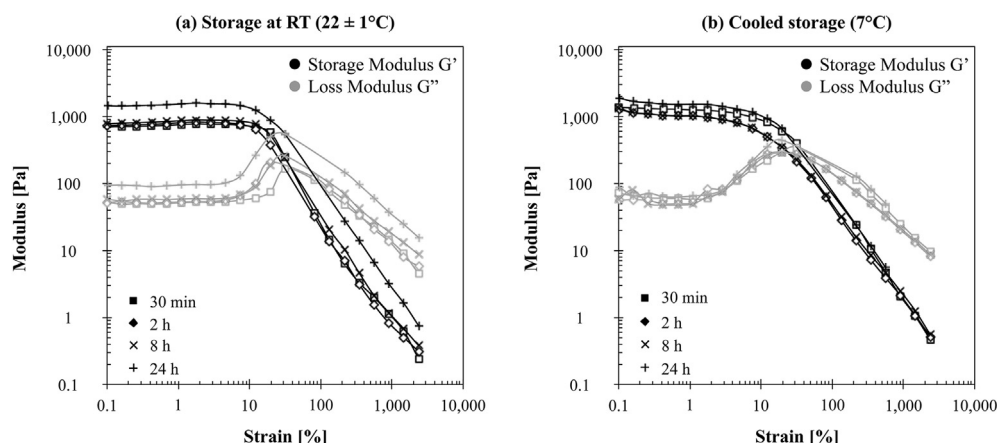 (a) Storage at RT (22 ± 1°C)
10,000
1,000
100
10
1
0.1
Modulus [Pa]
Storage Modulus G’
Loss Modulus G’’
30 min
2 h
8 h
24 h
0.1
1
10
100
1,000
10,000
Strain [%]
(b) Cooled storage (7°C)
10,000
1,000
100
10
1
0.1
Modulus [Pa]
Storage Modulus G’
Loss Modulus G’’
30 min
2 h
8 h
24 h
0.1
1
10
100
1,000
10,000
Strain [%]